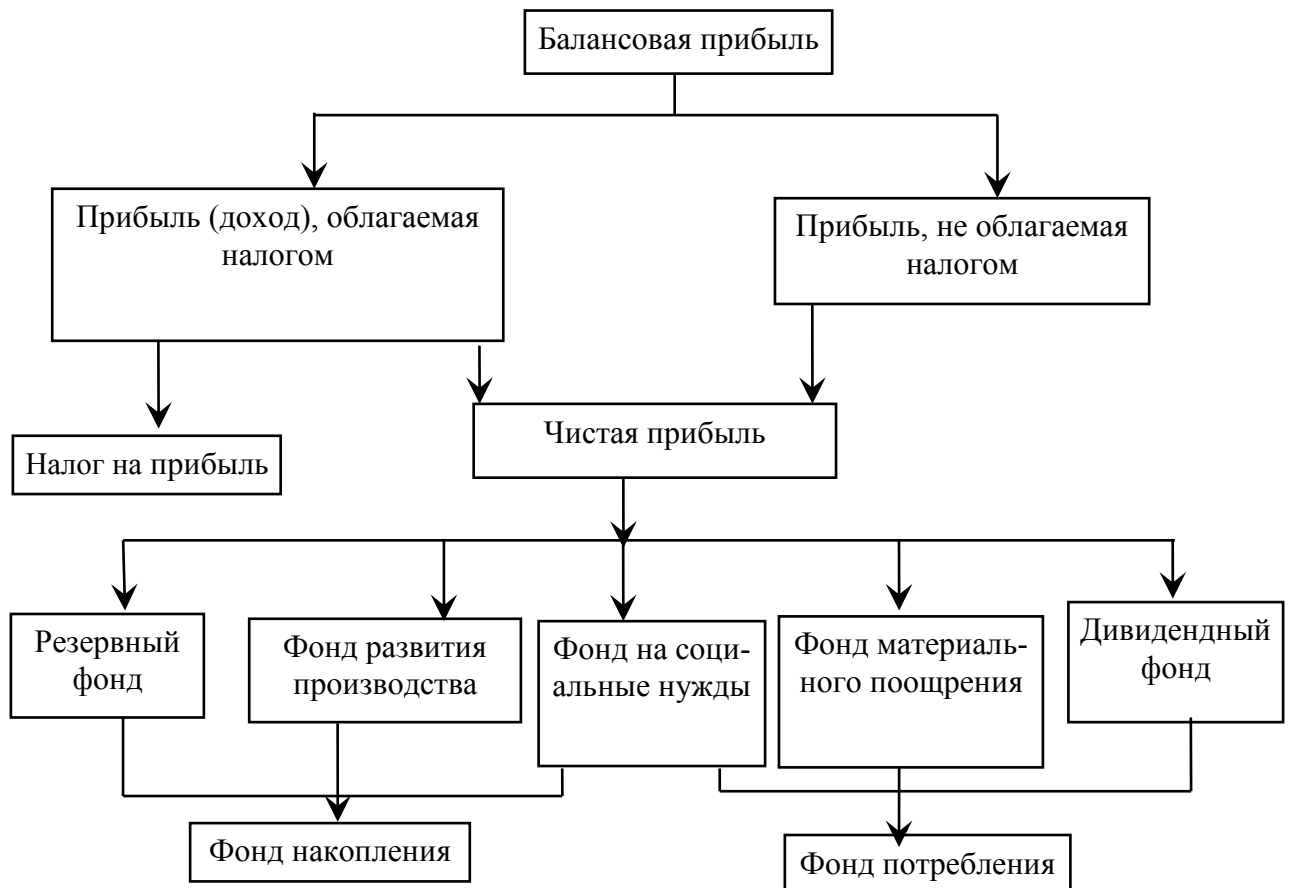 Балансовая прибыль
Прибыль (доход), облагаемая
налогом
Прибыль, не облагаемая
налогом
Чистая прибыль
Налог на прибыль
Резервный
фонд
Фонд развития
производства
Фонд на соци-
альные нужды
Фонд материаль-
ного поощрения
Дивидендный
фонд
Фонд накопления
Фонд потребления